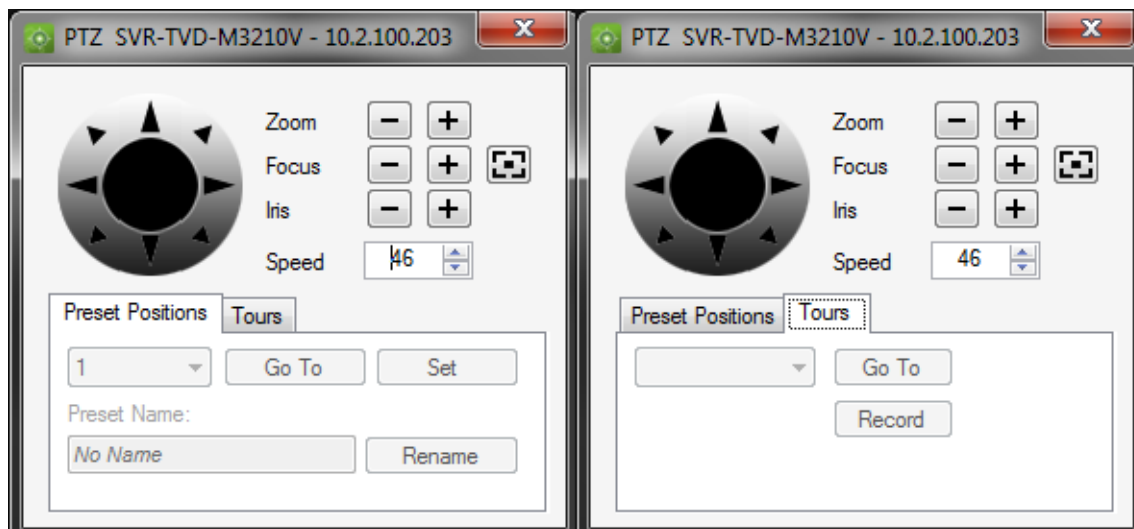 PTZ SVR-TVD-M3210V - 10.2.100.203
Zoom
Focus
Iris
Speed 46
Preset Positions Tours
1 Go To Set
Preset Name:
No Name Rename
PTZ SVR-TVD-M3210V - 10.2.100.203
Zoom
Focus
Iris
Speed 46
Preset Positions Tours
Go To
Record